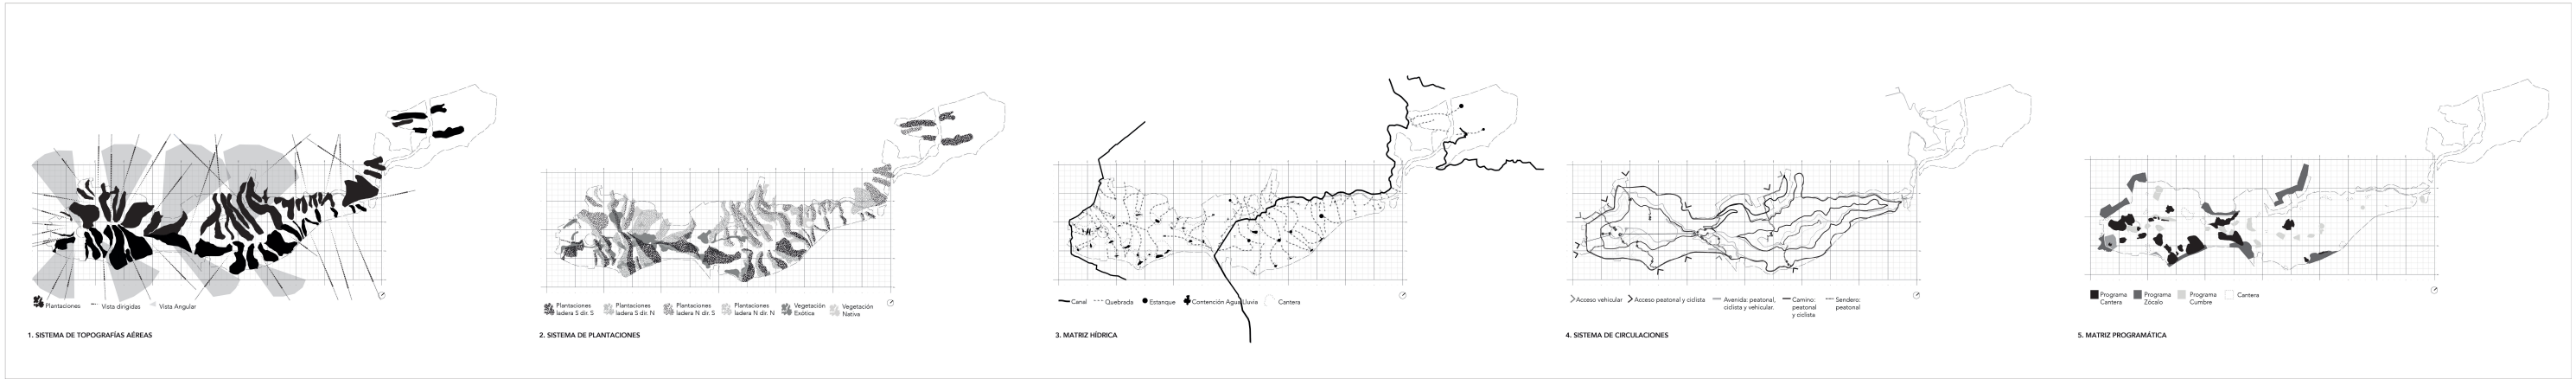 Plantaciones
Vista dirigidas
Vista Angular
1. SISTEMA DE TOPOGRAFÍAS AÉREAS
Plantaciones
ladera S dir. S
Plantaciones
ladera S dir. N
Plantaciones
ladera N dir. S
Plantaciones
ladera N dir. N
Vegetación
Exótica
Vegetación
Nativa
2. SISTEMA DE PLANTACIONES
Canal
Quebrada
Estanque
Contención Agua Lluvia
Cantera
3. MATRIZ HÍDRICA
Acceso vehicular
Acceso peatonal y ciclista
Avenida: peatonal,
ciclista y vehicular.
Camino:
peatonal
y ciclista
Sendero:
peatonal
4. SISTEMA DE CIRCULACIONES
Programa
Cantera
Programa
Zócalo
Programa
Cumbre
Cantera
5. MATRIZ PROGRAMÁTICA